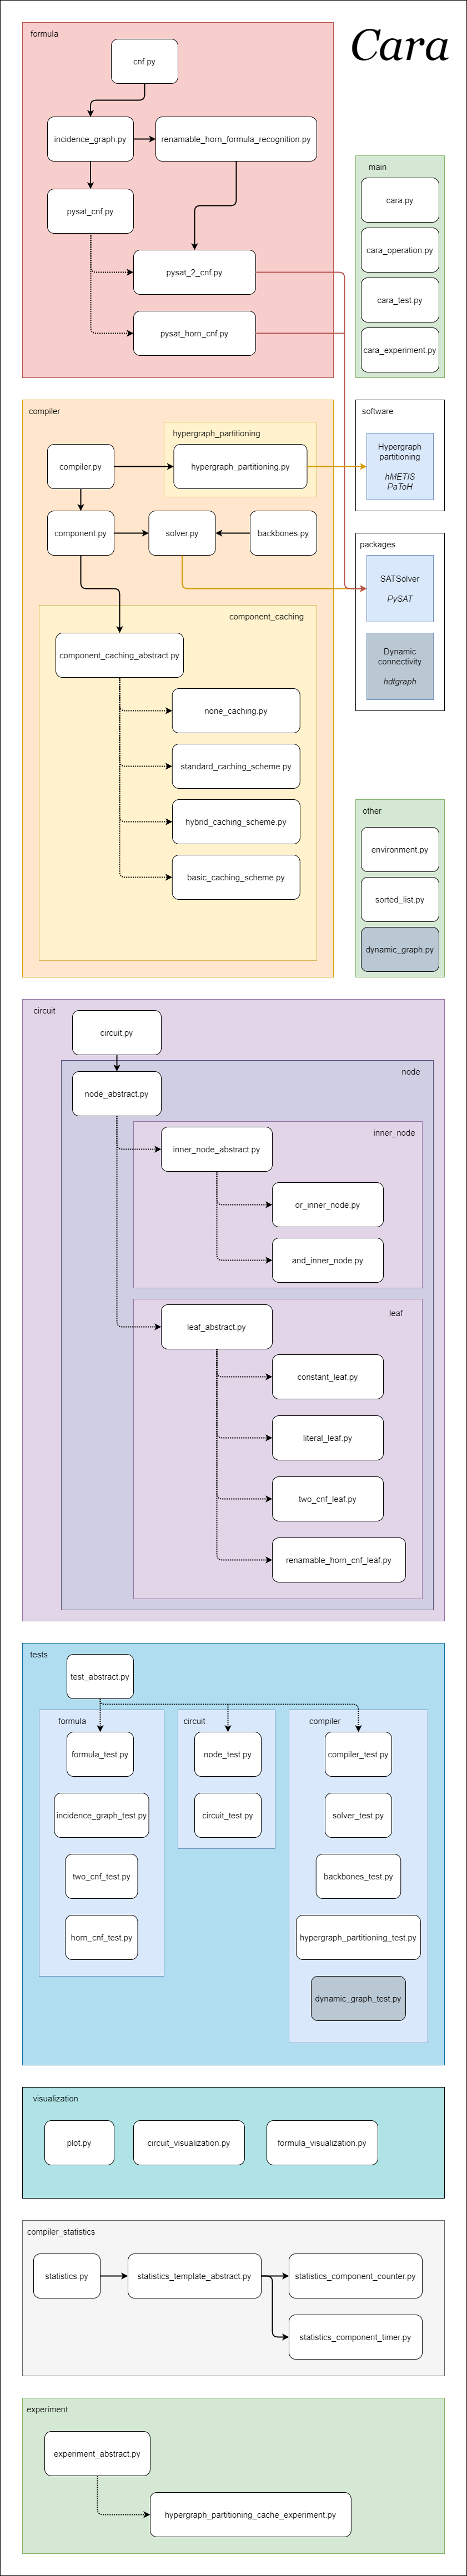 Cara
formula
cnf.py
incidence_graph.py
renamable_horn_formula_recognition.py
pysat_cnf.py
pysat_2_cnf.py
pysat_horn_cnf.py
main
cara.py
cara_operation.py
cara_test.py
cara_experiment.py
compiler
hypergraph_partitioning
compiler.py
hypergraph_partitioning.py
component.py
solver.py
backbones.py
component_caching
component_caching_abstract.py
none_caching.py
standard_caching_scheme.py
hybrid_caching_scheme.py
basic_caching_scheme.py
software
Hypergraph
partitioning
hMETIS
PaToH
packages
SATSolver
PySAT
Dynamic
connectivity
hdtgraph
other
environment.py
sorted_list.py
dynamic_graph.py
circuit
circuit.py
node
node_abstract.py
inner_node
inner_node_abstract.py
or_inner_node.py
and_inner_node.py
leaf
leaf_abstract.py
constant_leaf.py
literal_leaf.py
two_cnf_leaf.py
renamable_horn_cnf_leaf.py
tests
test_abstract.py
formula
formula_test.py
incidence_graph_test.py
two_cnf_test.py
horn_cnf_test.py
circuit
node_test.py
circuit_test.py
compiler
compiler_test.py
solver_test.py
backbones_test.py
hypergraph_partitioning_test.py
dynamic_graph_test.py
visualization
plot.py
circuit_visualization.py
formula_visualization.py
compiler_statistics
statistics.py
statistics_template_abstract.py
statistics_component_counter.py
statistics_component_timer.py
experiment
experiment_abstract.py
hypergraph_partitioning_cache_experiment.py